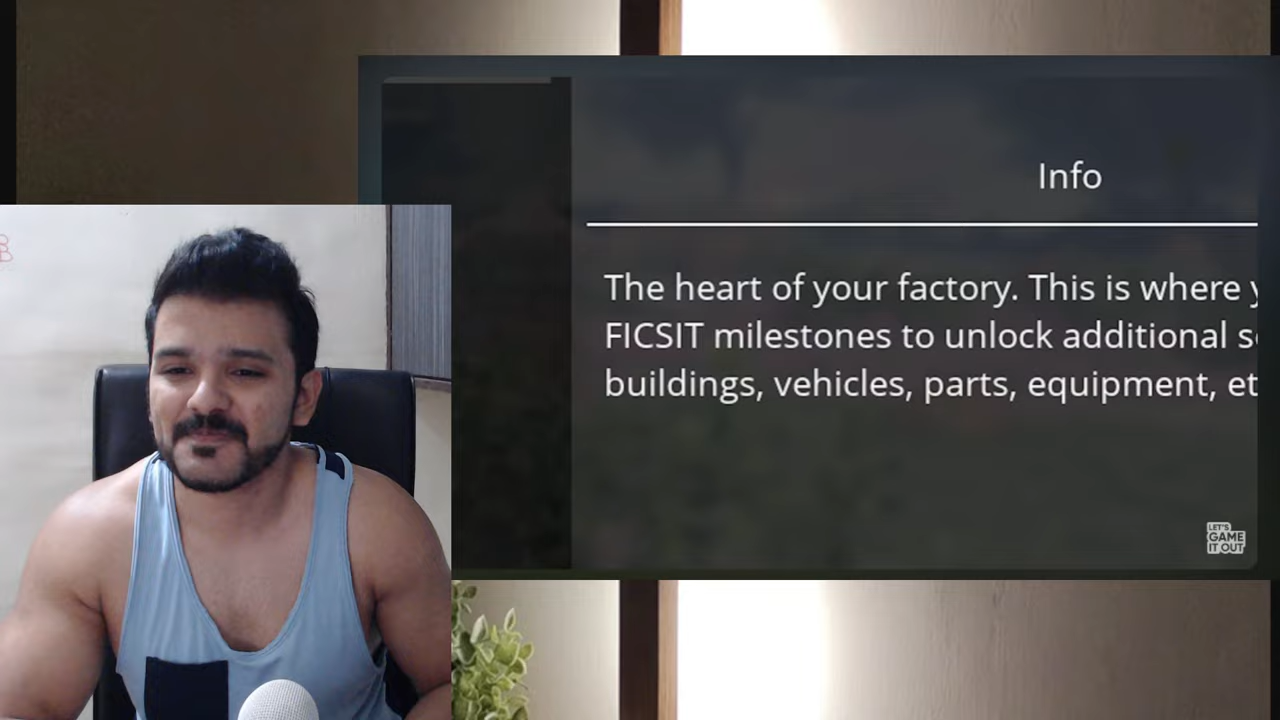 Info
The heart of your factory. This is where
FICSIT milestones to unlock additional
buildings, vehicles, parts, equipment,
LET'S
GAME
IT OUT